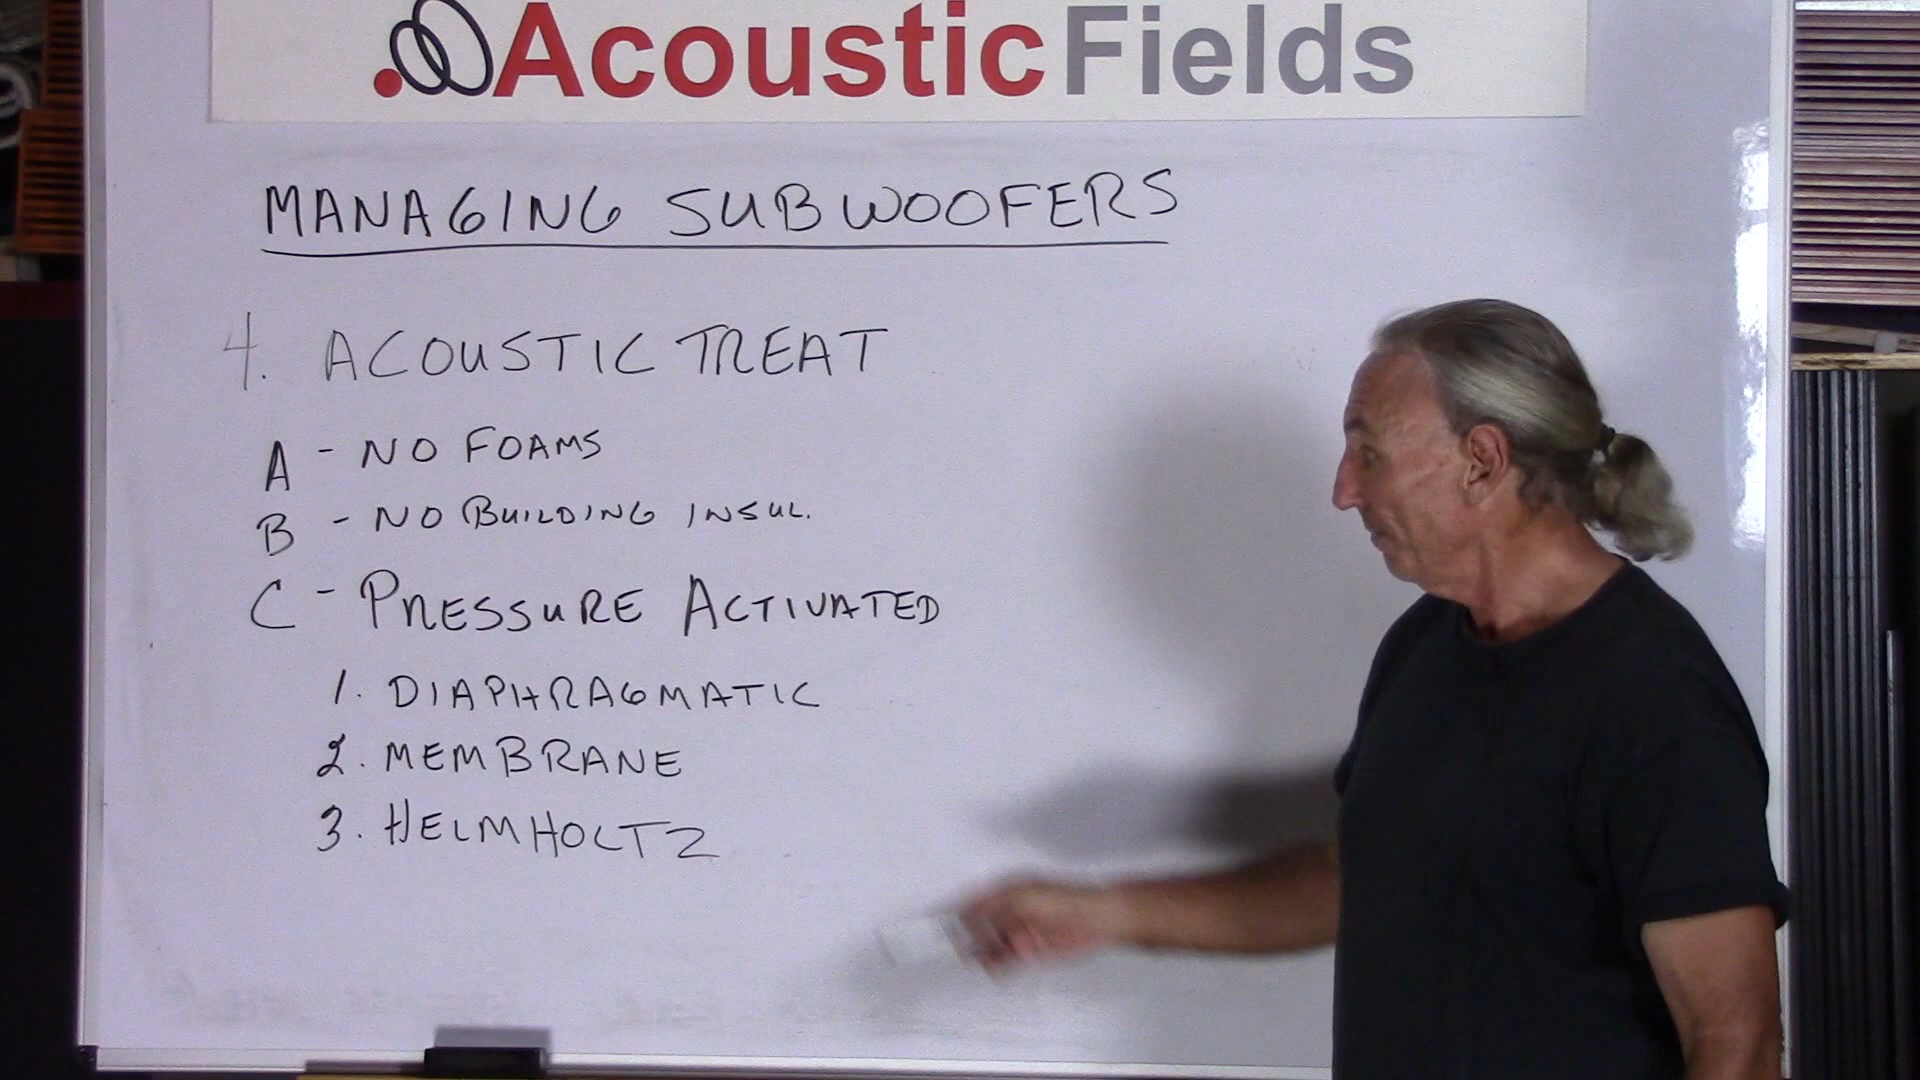 AcousticFields
MANAGING SUBWOOFERS
4. ACOUSTIC TREAT
A - NO FOAMS
B - NO BUILDING INSUL.
C - PRESSURE ACTIVATED
1. DIAPHRAGMATIC
2. MEMBRANE
3. HELMHOLTZ